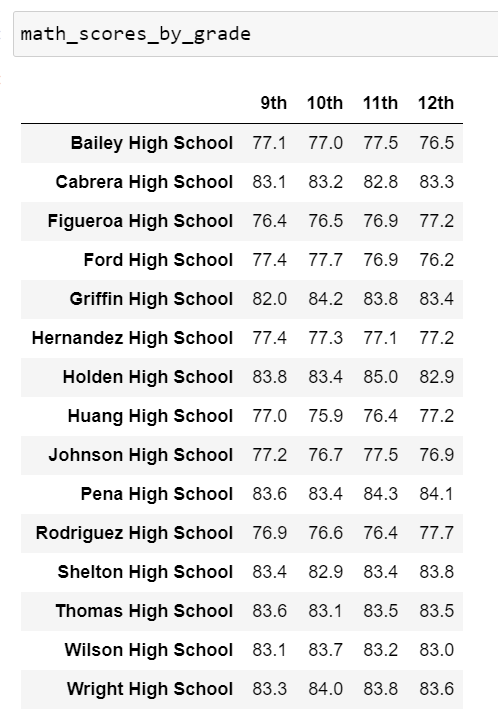 math_scores_by_grade
9th 10th 11th 12th
Bailey High School 77.1 77.0 77.5 76.5
Cabrera High School 83.1 83.2 82.8 83.3
Figueroa High School 76.4 76.5 76.9 77.2
Ford High School 77.4 77.7 76.9 76.2
Griffin High School 82.0 84.2 83.8 83.4
Hernandez High School 77.4 77.3 77.1 77.2
Holden High School 83.8 83.4 85.0 82.9
Huang High School 77.0 75.9 76.4 77.2
Johnson High School 77.2 76.7 77.5 76.9
Pena High School 83.6 83.4 84.3 84.1
Rodriguez High School 76.9 76.6 76.4 77.7
Shelton High School 83.4 82.9 83.4 83.8
Thomas High School 83.6 83.1 83.5 83.5
Wilson High School 83.1 83.7 83.2 83.0
Wright High School 83.3 84.0 83.8 83.6